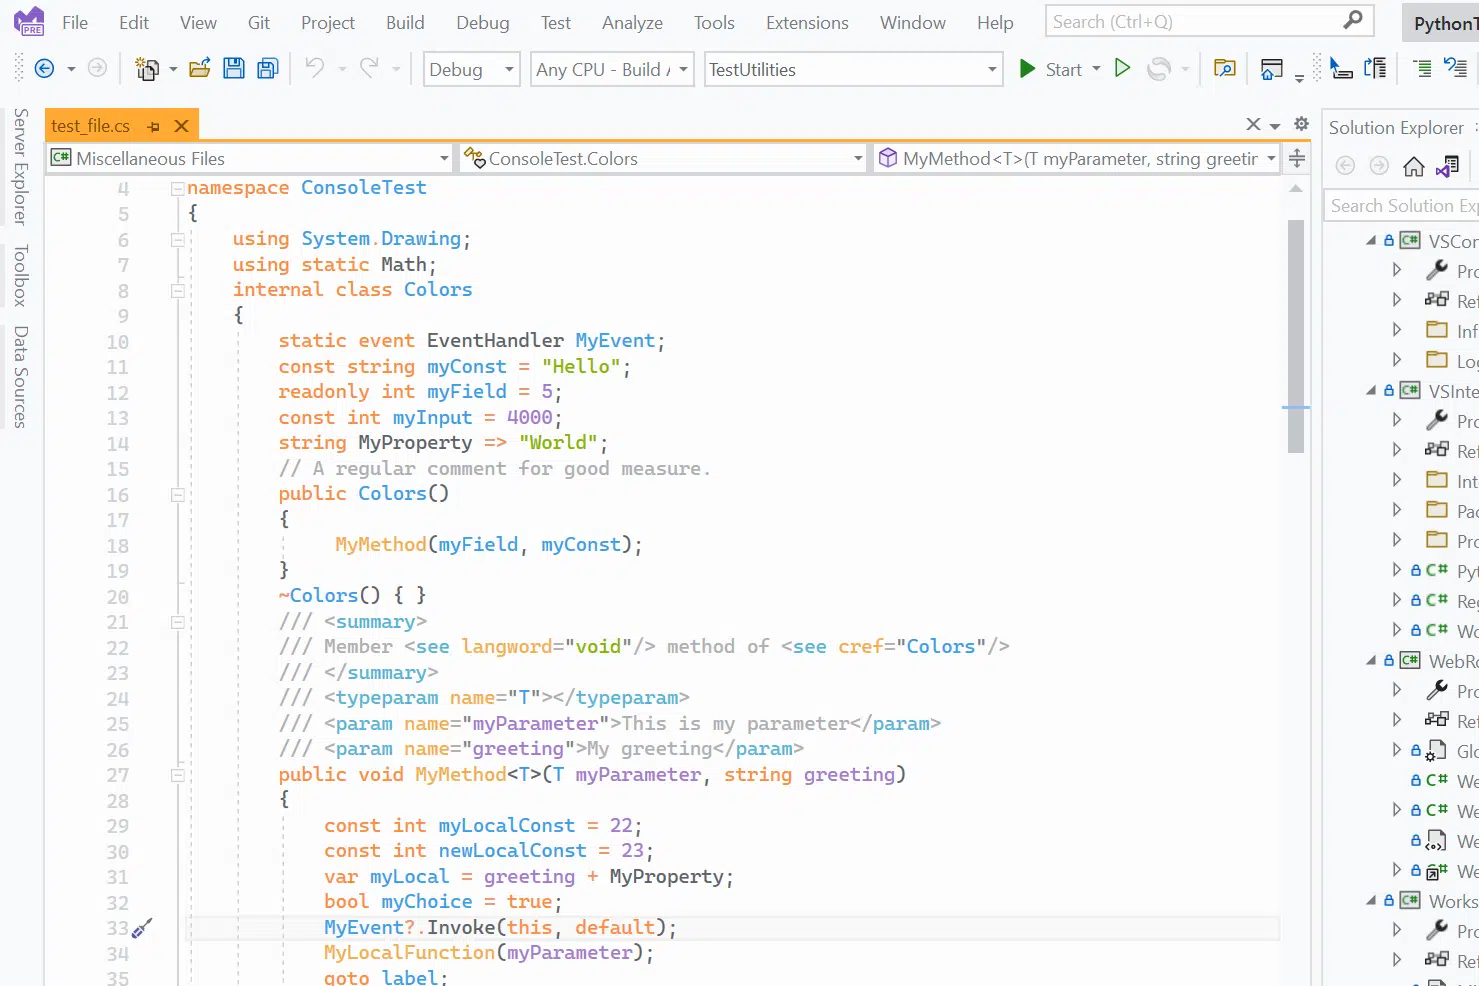 PRE
File Edit View Git Project Build Debug Test Analyze Tools Extensions Window Help Search (Ctrl+Q) PythonT
Debug Any CPU - Build TestUtilities Start
Server Explorer
Toolbox
Data Sources
test_file.cs
Miscellaneous Files ConsoleTest.Colors MyMethod<T>(T myParameter, string greetin
4 namespace ConsoleTest
5 {
6 using System.Drawing;
7 using static Math;
8 internal class Colors
9 {
10 static event EventHandler MyEvent;
11 const string myConst = "Hello";
12 readonly int myField = 5;
13 const int myInput = 4000;
14 string MyProperty => "World";
15 // A regular comment for good measure.
16 public Colors()
17 {
18 MyMethod(myField, myConst);
19 }
20 ~Colors() { }
21 /// <summary>
22 /// Member <see langword="void"/> method of <see cref="Colors"/>
23 /// </summary>
24 /// <typeparam name="T"></typeparam>
25 /// <param name="myParameter">This is my parameter</param>
26 /// <param name="greeting">My greeting</param>
27 public void MyMethod<T>(T myParameter, string greeting)
28 {
29 const int myLocalConst = 22;
30 const int newLocalConst = 23;
31 var myLocal = greeting + MyProperty;
32 bool myChoice = true;
33 MyEvent?.Invoke(this, default);
34 MyLocalFunction(myParameter);
35 goto label;
Solution Explorer
Search Solution Exp
C# VSCor
Pro
Ref
Inf
Log
C# VSInte
Pro
Ref
Int
Pac
Pro
C# Pyt
C# Reg
C# Wo
C# WebRo
Pro
Ref
Glo
C# We
C# We
We
We
C# Works
Pro
Ref